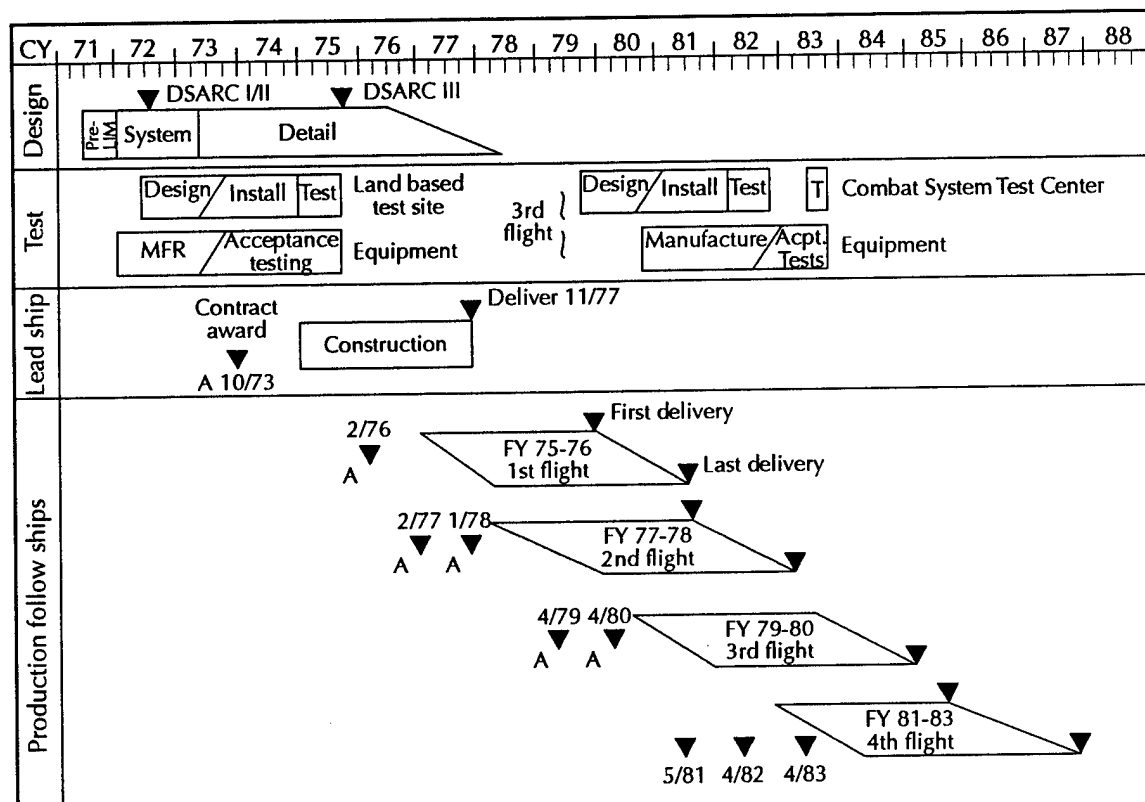 CY 71 72 73 74 75 76 77 78 79 80 81 82 83 85 86 87 88
Design
DSARC I/II
DSARC III
Pre-
LIM
System
Detail
Test
Design
Install
Test
Land based
test site
3rd
flight
Design
Install
Test
T
Combat System Test Center
MFR
Acceptance
testing
Equipment
Manufacture
Acpt.
Tests
Equipment
Lead ship
Contract
award
A 10/73
Construction
Deliver 11/77
Production follow ships
2/76
A
FY 75-76
1st flight
First delivery
Last delivery
2/77 1/78
A A
FY 77-78
2nd flight
4/79 4/80
A A
FY 79-80
3rd flight
5/81 4/82 4/83
FY 81-83
4th flight